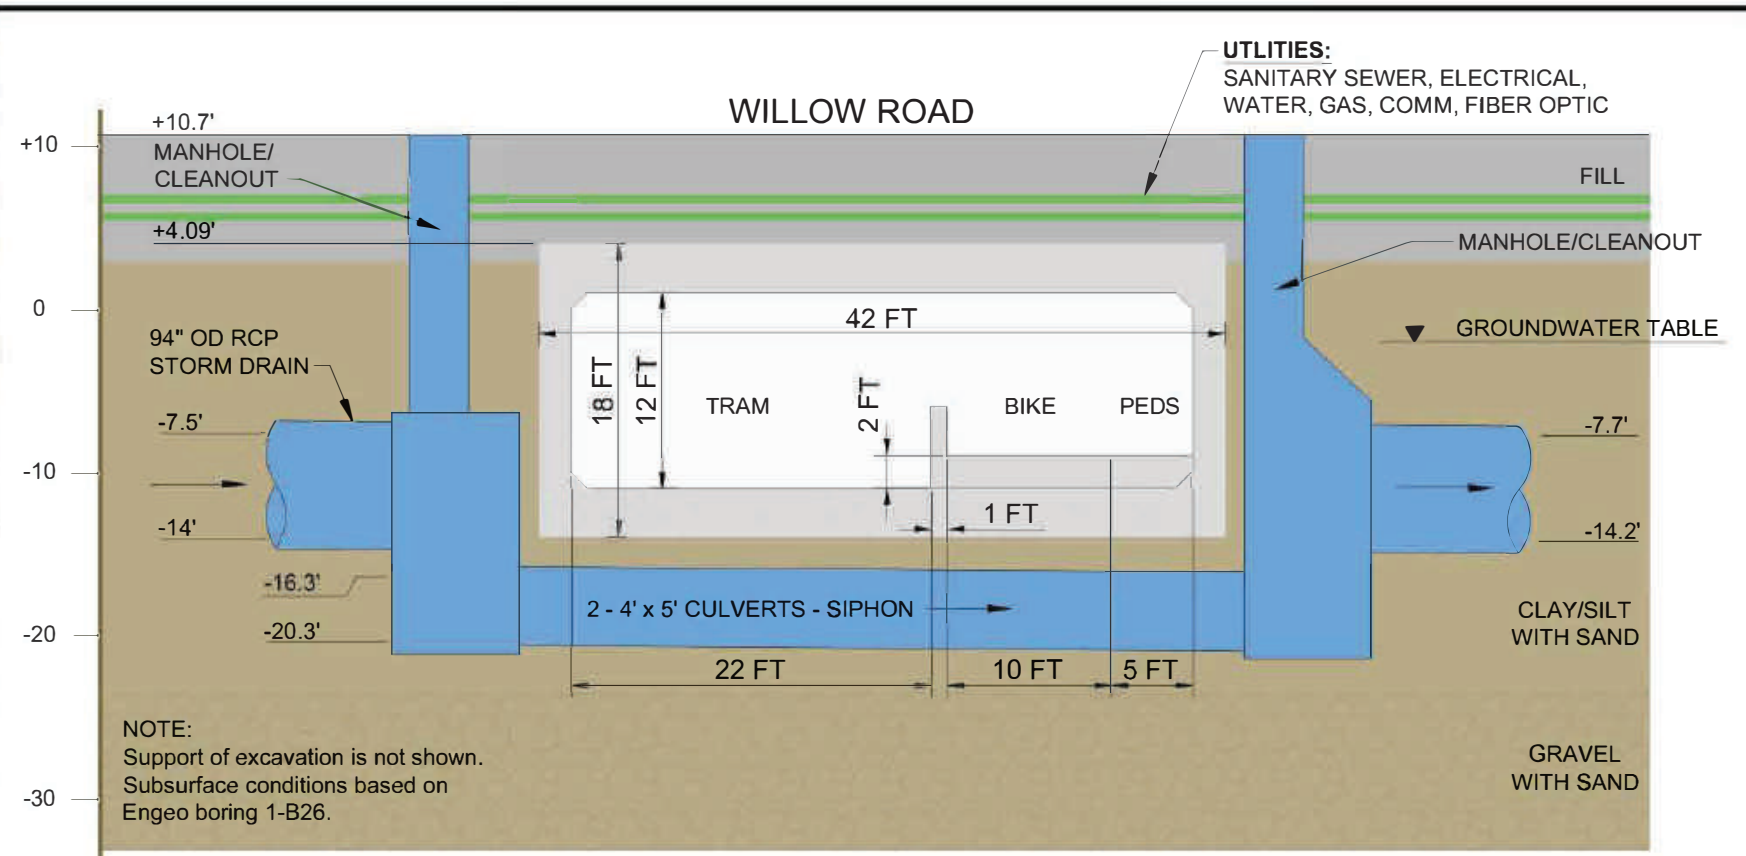 UTLITIES:
SANITARY SEWER, ELECTRICAL,
WATER, GAS, COMM, FIBER OPTIC
WILLOW ROAD
+10.7'
+10
MANHOLE/
CLEANOUT
FILL
+4.09'
MANHOLE/CLEANOUT
0
42 FT
94" OD RCP
STORM DRAIN
GROUNDWATER TABLE
18 FT
12 FT
2 FT
TRAM
BIKE
PEDS
-7.5'
-7.7'
-10
1 FT
-14'
-14.2'
-16.3'
-20.3'
2 - 4' x 5' CULVERTS - SIPHON
CLAY/SILT
WITH SAND
-20
22 FT
10 FT
5 FT
NOTE:
Support of excavation is not shown.
Subsurface conditions based on
Engeo boring 1-B26.
GRAVEL
WITH SAND
-30